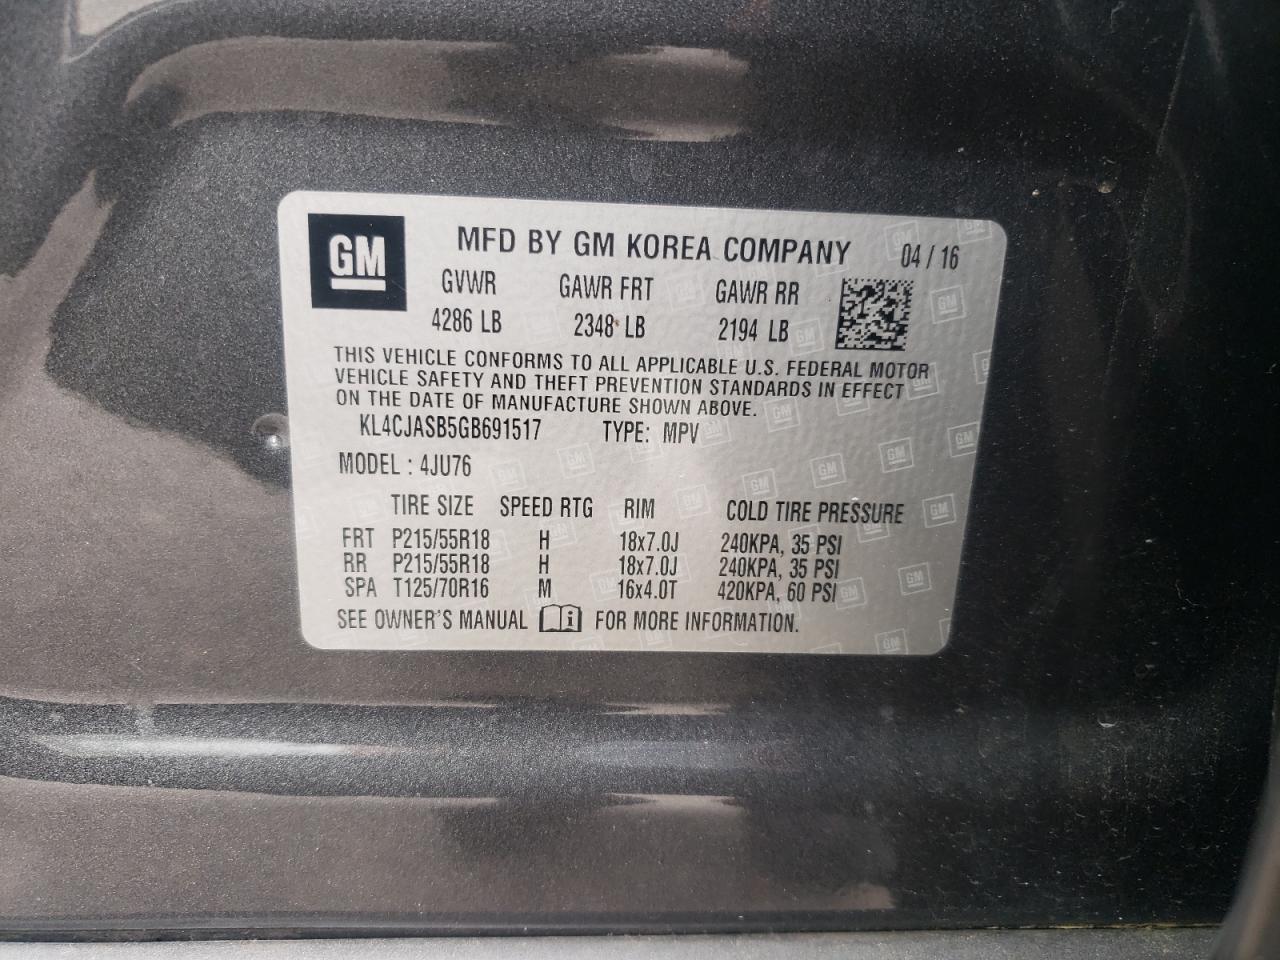 GM MFD BY GM KOREA COMPANY 04 / 16
GVWR GAWR FRT GAWR RR
4286 LB 2348 LB 2194 LB
THIS VEHICLE CONFORMS TO ALL APPLICABLE U.S. FEDERAL MOTOR
VEHICLE SAFETY AND THEFT PREVENTION STANDARDS IN EFFECT
ON THE DATE OF MANUFACTURE SHOWN ABOVE.
KL4CJASB5GB691517 TYPE: MPV
MODEL : 4JU76
TIRE SIZE SPEED RTG RIM COLD TIRE PRESSURE
FRT P215/55R18 H 18x7.0J 240KPA, 35 PSI
RR P215/55R18 H 18x7.0J 240KPA, 35 PSI
SPA T125/70R16 M 16x4.0T 420KPA, 60 PSI
SEE OWNER'S MANUAL i FOR MORE INFORMATION.